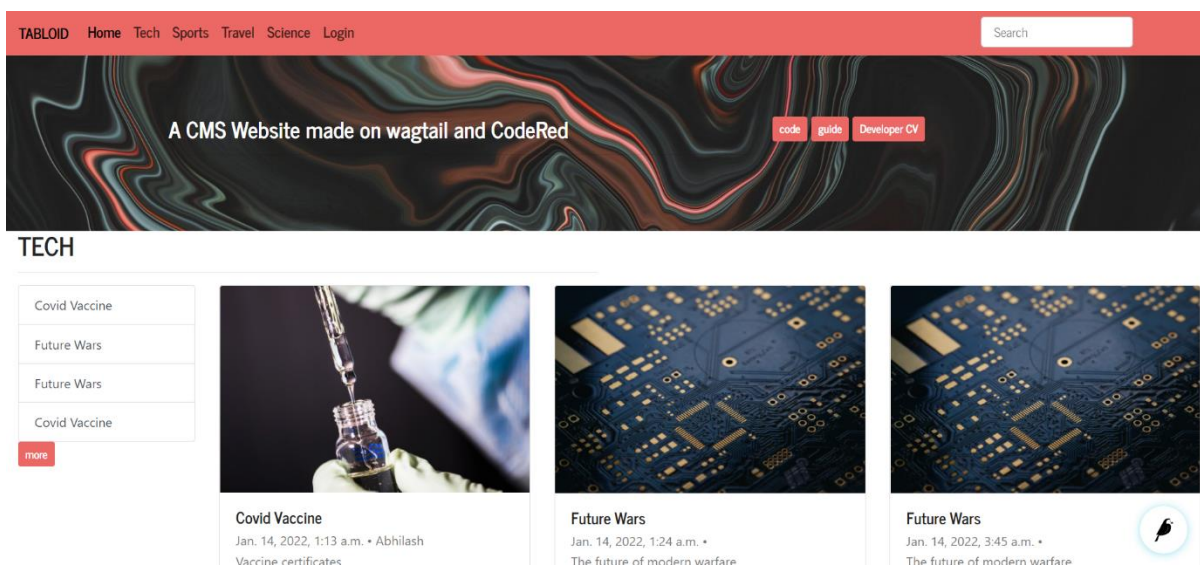 TABLOID Home Tech Sports Travel Science Login Search
A CMS Website made on wagtail and CodeRed code guide Developer CV
TECH
Covid Vaccine
Future Wars
Future Wars
Covid Vaccine
more
Covid Vaccine
Jan. 14, 2022, 1:13 a.m. • Abhilash
Vaccine certificates
Future Wars
Jan. 14, 2022, 1:24 a.m. •
The future of modern warfare
Future Wars
Jan. 14, 2022, 3:45 a.m. •
The future of modern warfare